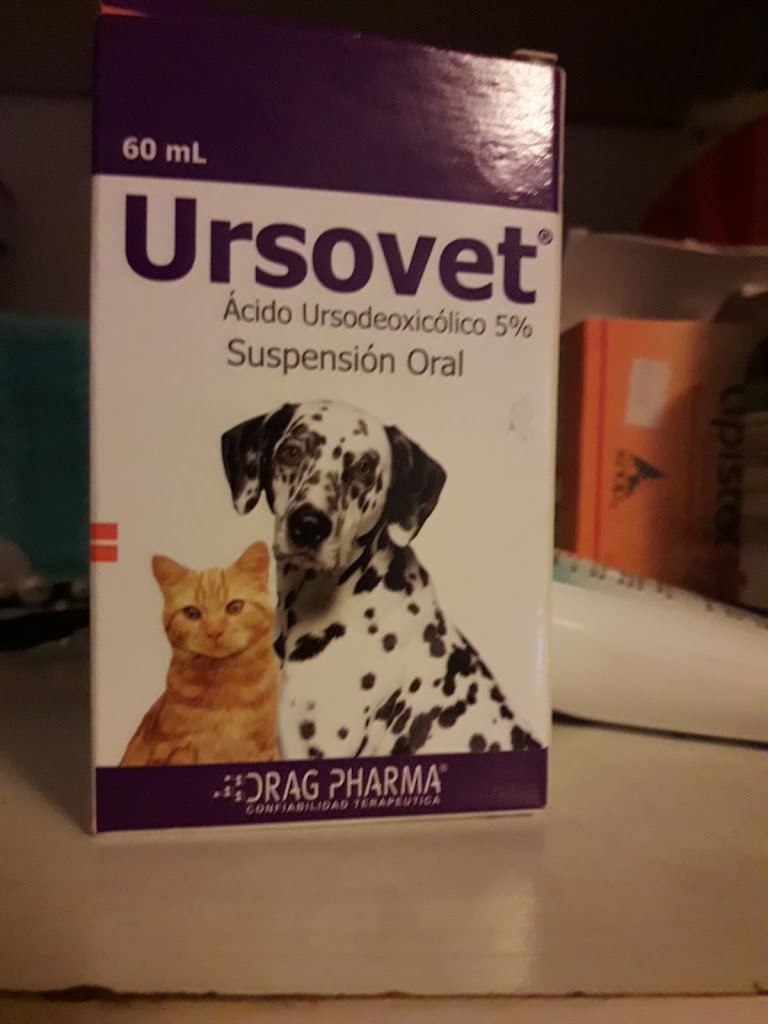 60 mL
Ursovet®
Ácido Ursodeoxicólico 5%
Suspensión Oral
DRAG PHARMA®
CONFIABILIDAD TERAPEUTICA